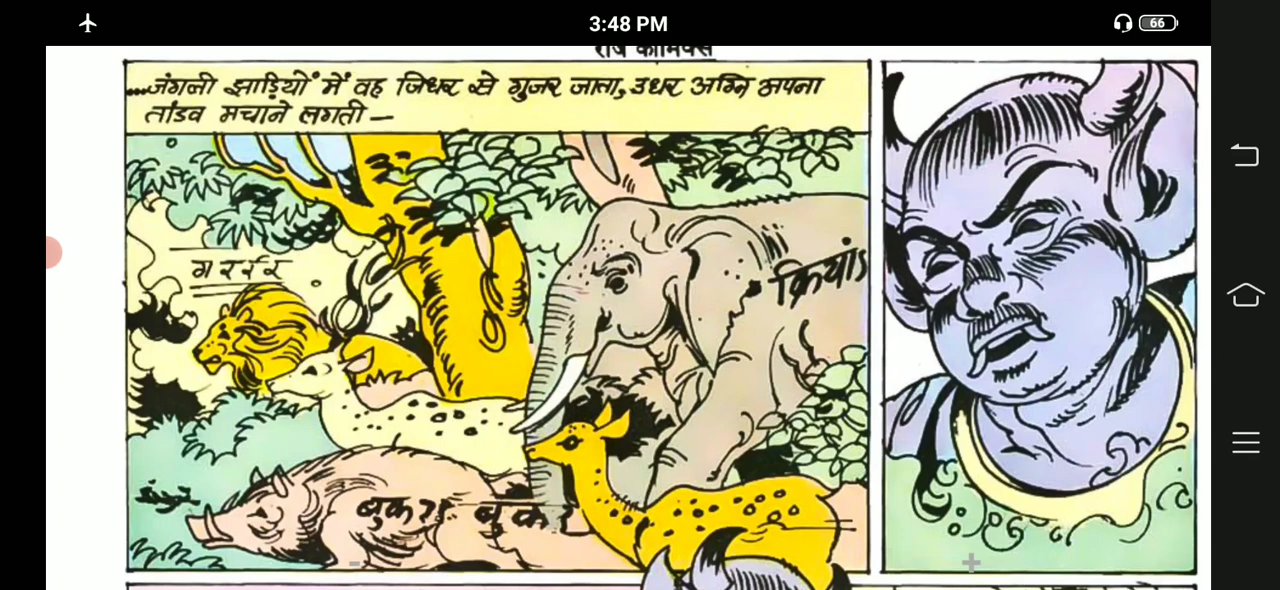 3:48 PM
66
राज कॉमिक्स
....जंगली झाड़ियों में वह जिधर से गुजर जाता, उधर अग्नि अपना
तांडव मचाने लगती —
गर्रर्र
क्रियांs
बुकर? बुकर?